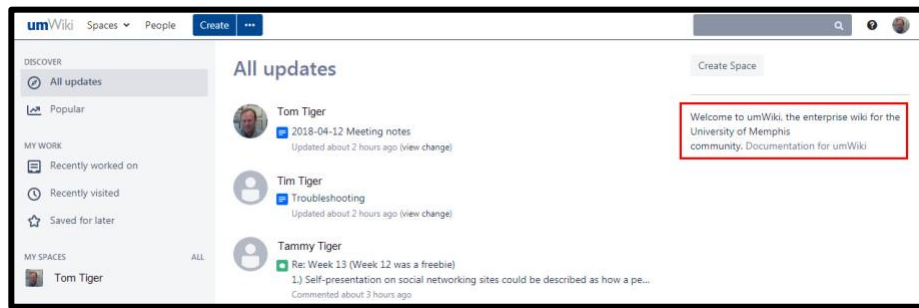 umWiki Spaces People Create ...
DISCOVER
All updates
Popular
MY WORK
Recently worked on
Recently visited
Saved for later
MY SPACES ALL
Tom Tiger
All updates
Tom Tiger
2018-04-12 Meeting notes
Updated about 2 hours ago (view change)
Tim Tiger
Troubleshooting
Updated about 2 hours ago (view change)
Tammy Tiger
Re: Week 13 (Week 12 was a freebie)
1.) Self-presentation on social networking sites could be described as how a pe...
Commented about 3 hours ago
Create Space
Welcome to umWiki, the enterprise wiki for the
University of Memphis
community. Documentation for umWiki